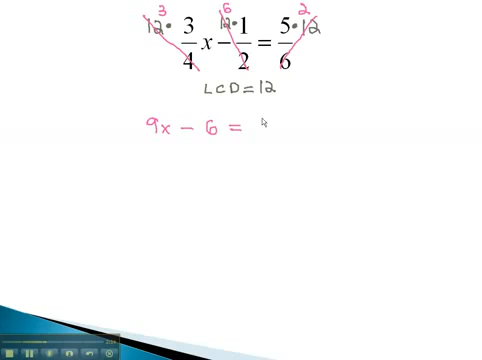 3 6 2
12 • 3/4 x − 12 • 1/2 = 5/6 • 12
LCD = 12
9x − 6 =